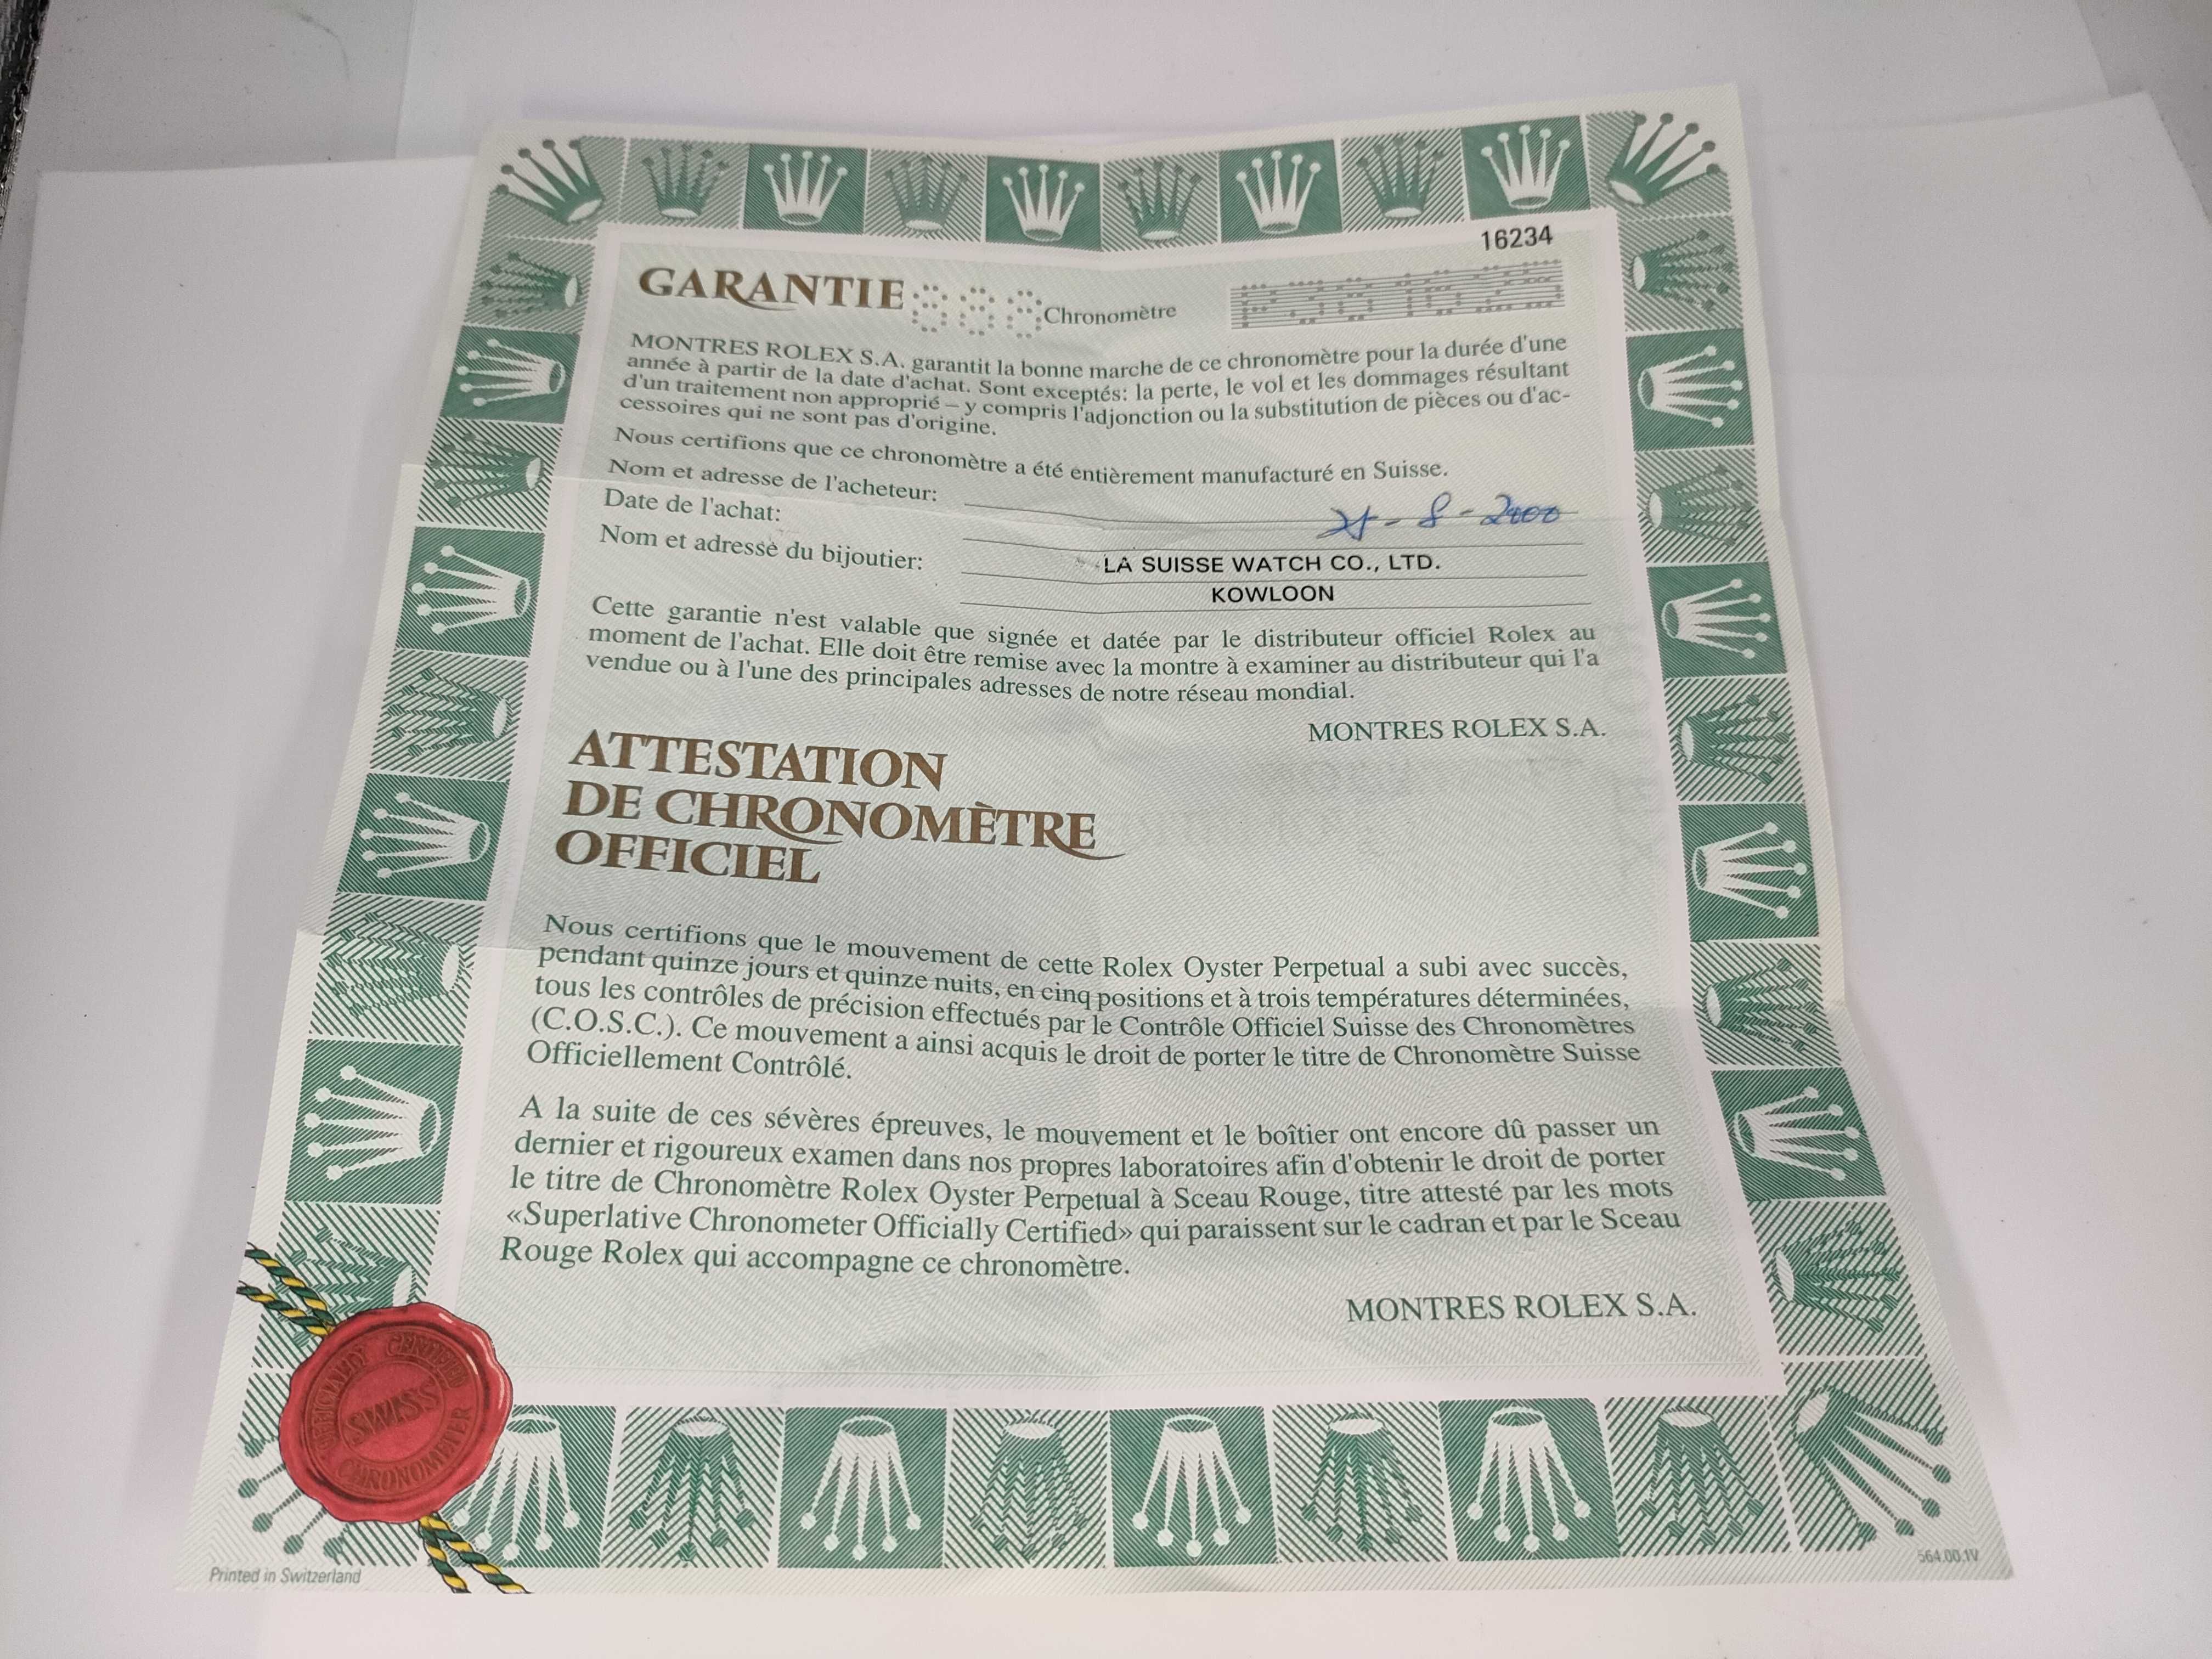 16234
GARANTIE
Chronomètre
MONTRES ROLEX S.A. garantit la bonne marche de ce chronomètre pour la durée d'une
année à partir de la date d'achat. Sont exceptés: la perte, le vol et les dommages résultant
d'un traitement non approprié – y compris l'adjonction ou la substitution de pièces ou d'ac-
cessoires qui ne sont pas d'origine.
Nous certifions que ce chronomètre a été entièrement manufacturé en Suisse.
Nom et adresse de l'acheteur:
Date de l'achat: -8-2000
Nom et adresse du bijoutier: LA SUISSE WATCH CO., LTD.
KOWLOON
Cette garantie n'est valable que signée et datée par le distributeur officiel Rolex au
moment de l'achat. Elle doit être remise avec la montre à examiner au distributeur qui l'a
vendue ou à l'une des principales adresses de notre réseau mondial.
MONTRES ROLEX S.A.
ATTESTATION
DE CHRONOMÈTRE
OFFICIEL
Nous certifions que le mouvement de cette Rolex Oyster Perpetual a subi avec succès,
pendant quinze jours et quinze nuits, en cinq positions et à trois températures déterminées,
tous les contrôles de précision effectués par le Contrôle Officiel Suisse des Chronomètres
(C.O.S.C.). Ce mouvement a ainsi acquis le droit de porter le titre de Chronomètre Suisse
Officiellement Contrôlé.
A la suite de ces sévères épreuves, le mouvement et le boîtier ont encore dû passer un
dernier et rigoureux examen dans nos propres laboratoires afin d'obtenir le droit de porter
le titre de Chronomètre Rolex Oyster Perpetual à Sceau Rouge, titre attesté par les mots
«Superlative Chronometer Officially Certified» qui paraissent sur le cadran et par le Sceau
Rouge Rolex qui accompagne ce chronomètre.
MONTRES ROLEX S.A.
OFFICIALLY CERTIFIED
SWISS
CHRONOMETER
Printed in Switzerland
564.00.1V